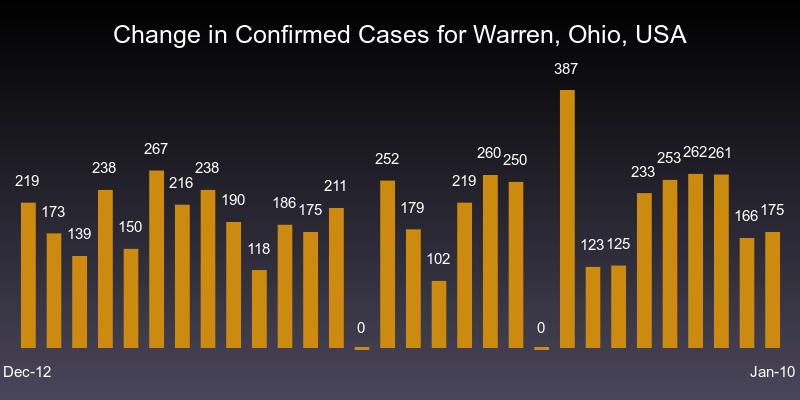 Change in Confirmed Cases for Warren, Ohio, USA
219 173 139 238 150 267 216 238 190 118 186 175 211 0 252 179 102 219 260 250 0 387 123 125 233 253 262 261 166 175
Dec-12 Jan-10